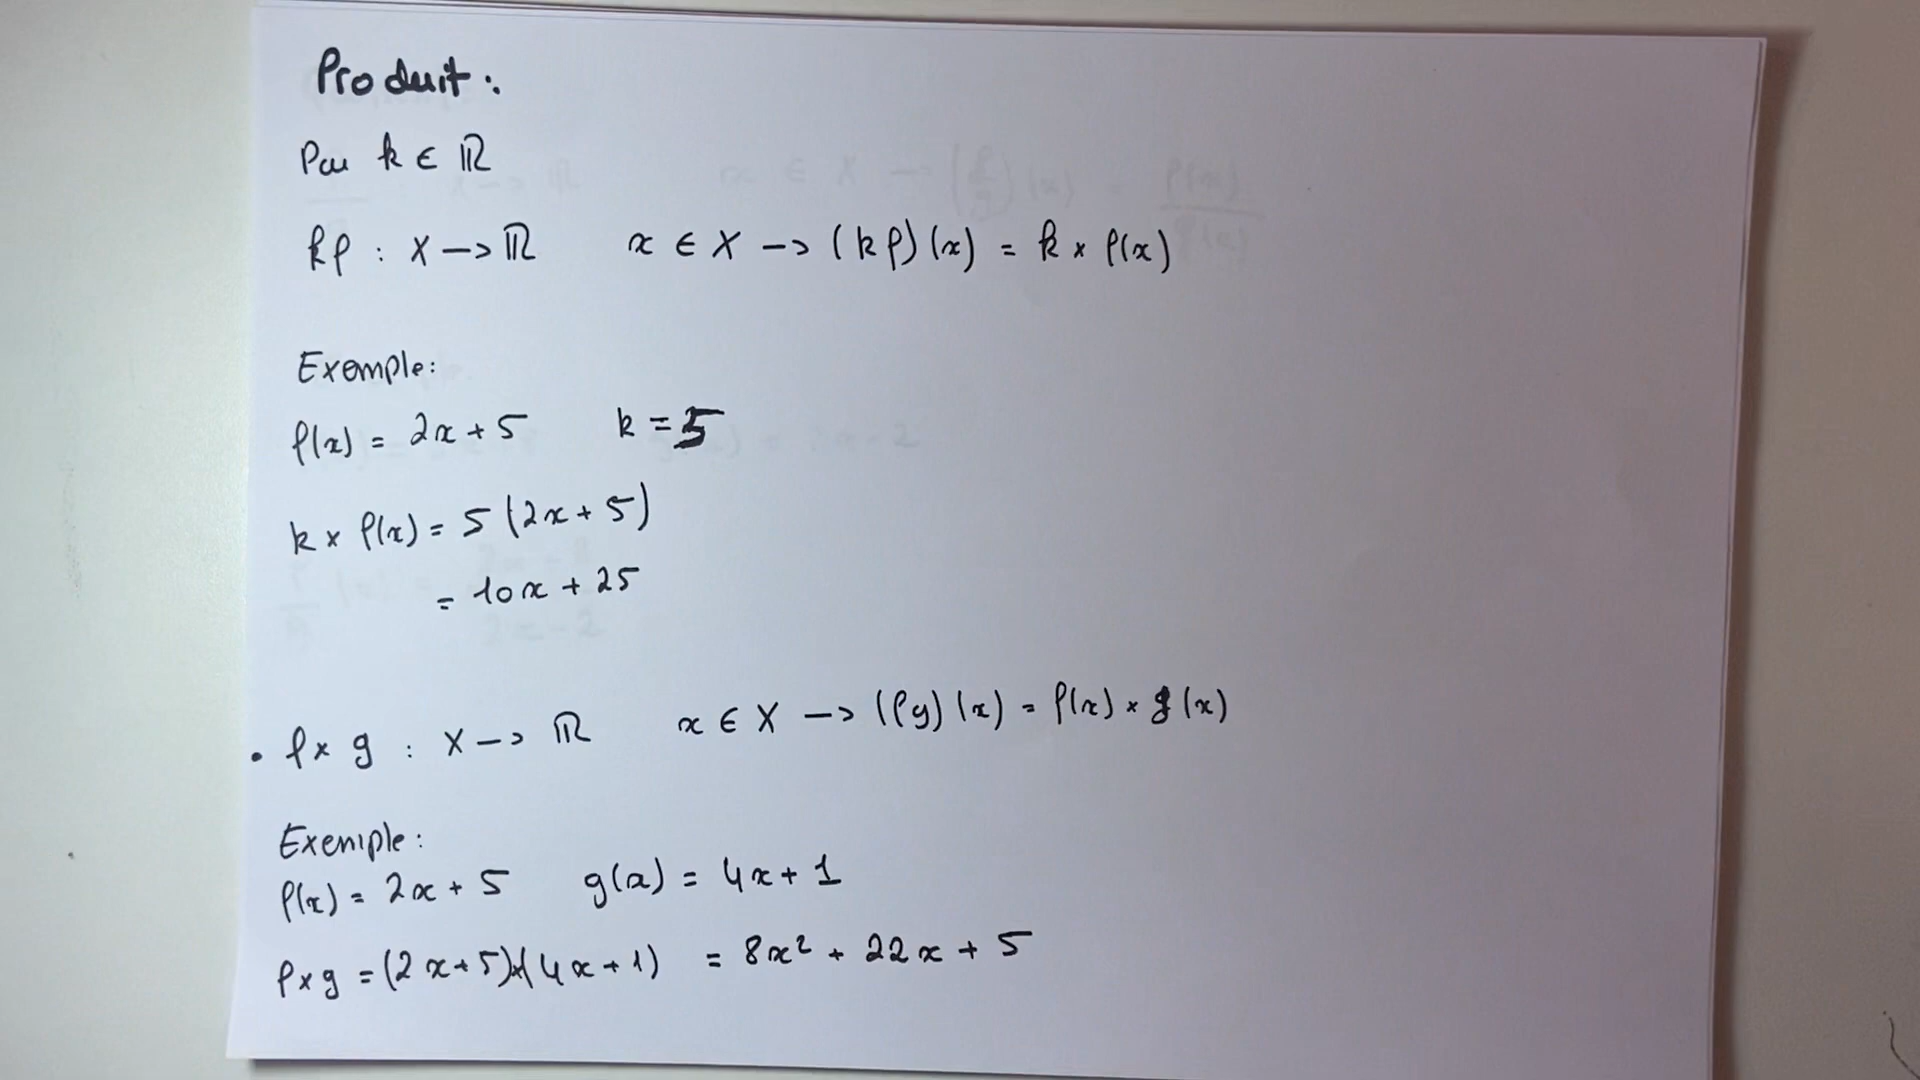 Produit :
Par k ∈ ℝ
kf : X → ℝ x ∈ X → (kf)(x) = k × f(x)
Exemple:
f(x) = 2x + 5 k = 5
k × f(x) = 5 (2x + 5)
= 10x + 25
• f × g : X → ℝ x ∈ X → (fg)(x) = f(x) × g(x)
Exemple :
f(x) = 2x + 5 g(x) = 4x + 1
f × g = (2x + 5)×(4x + 1) = 8x² + 22x + 5